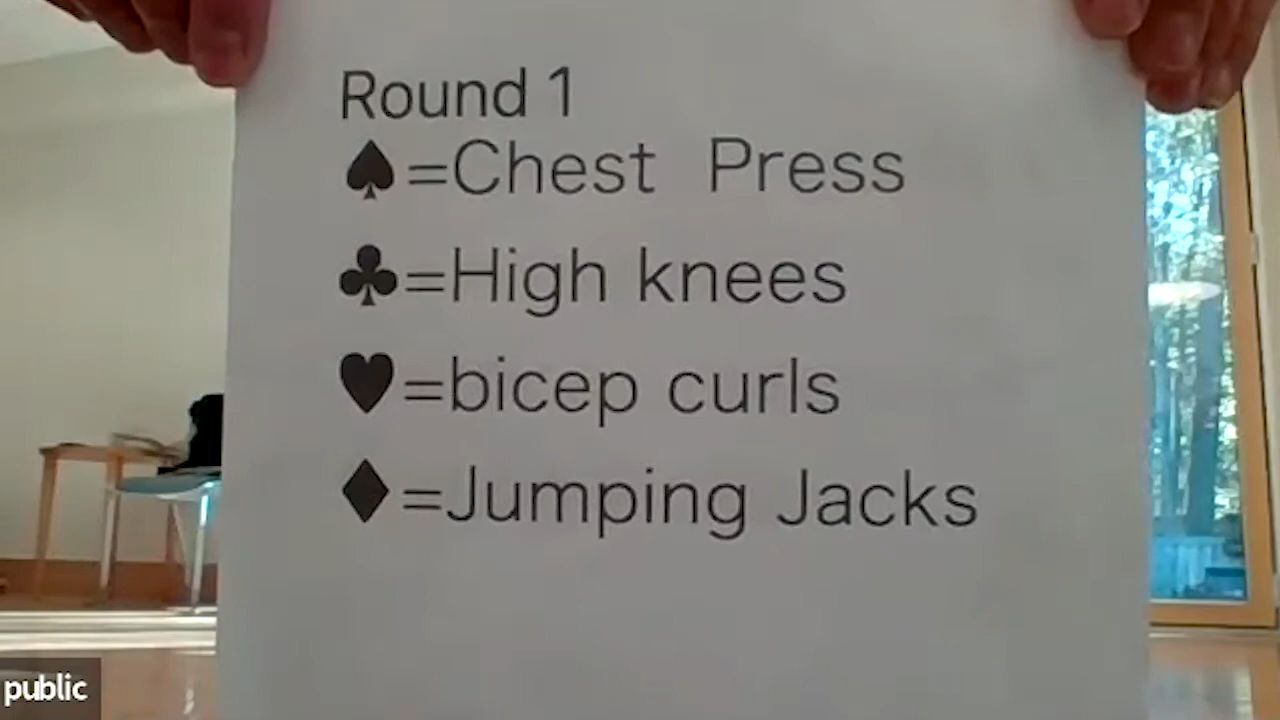 Round 1
♠=Chest Press
♣=High knees
♥=bicep curls
♦=Jumping Jacks
public